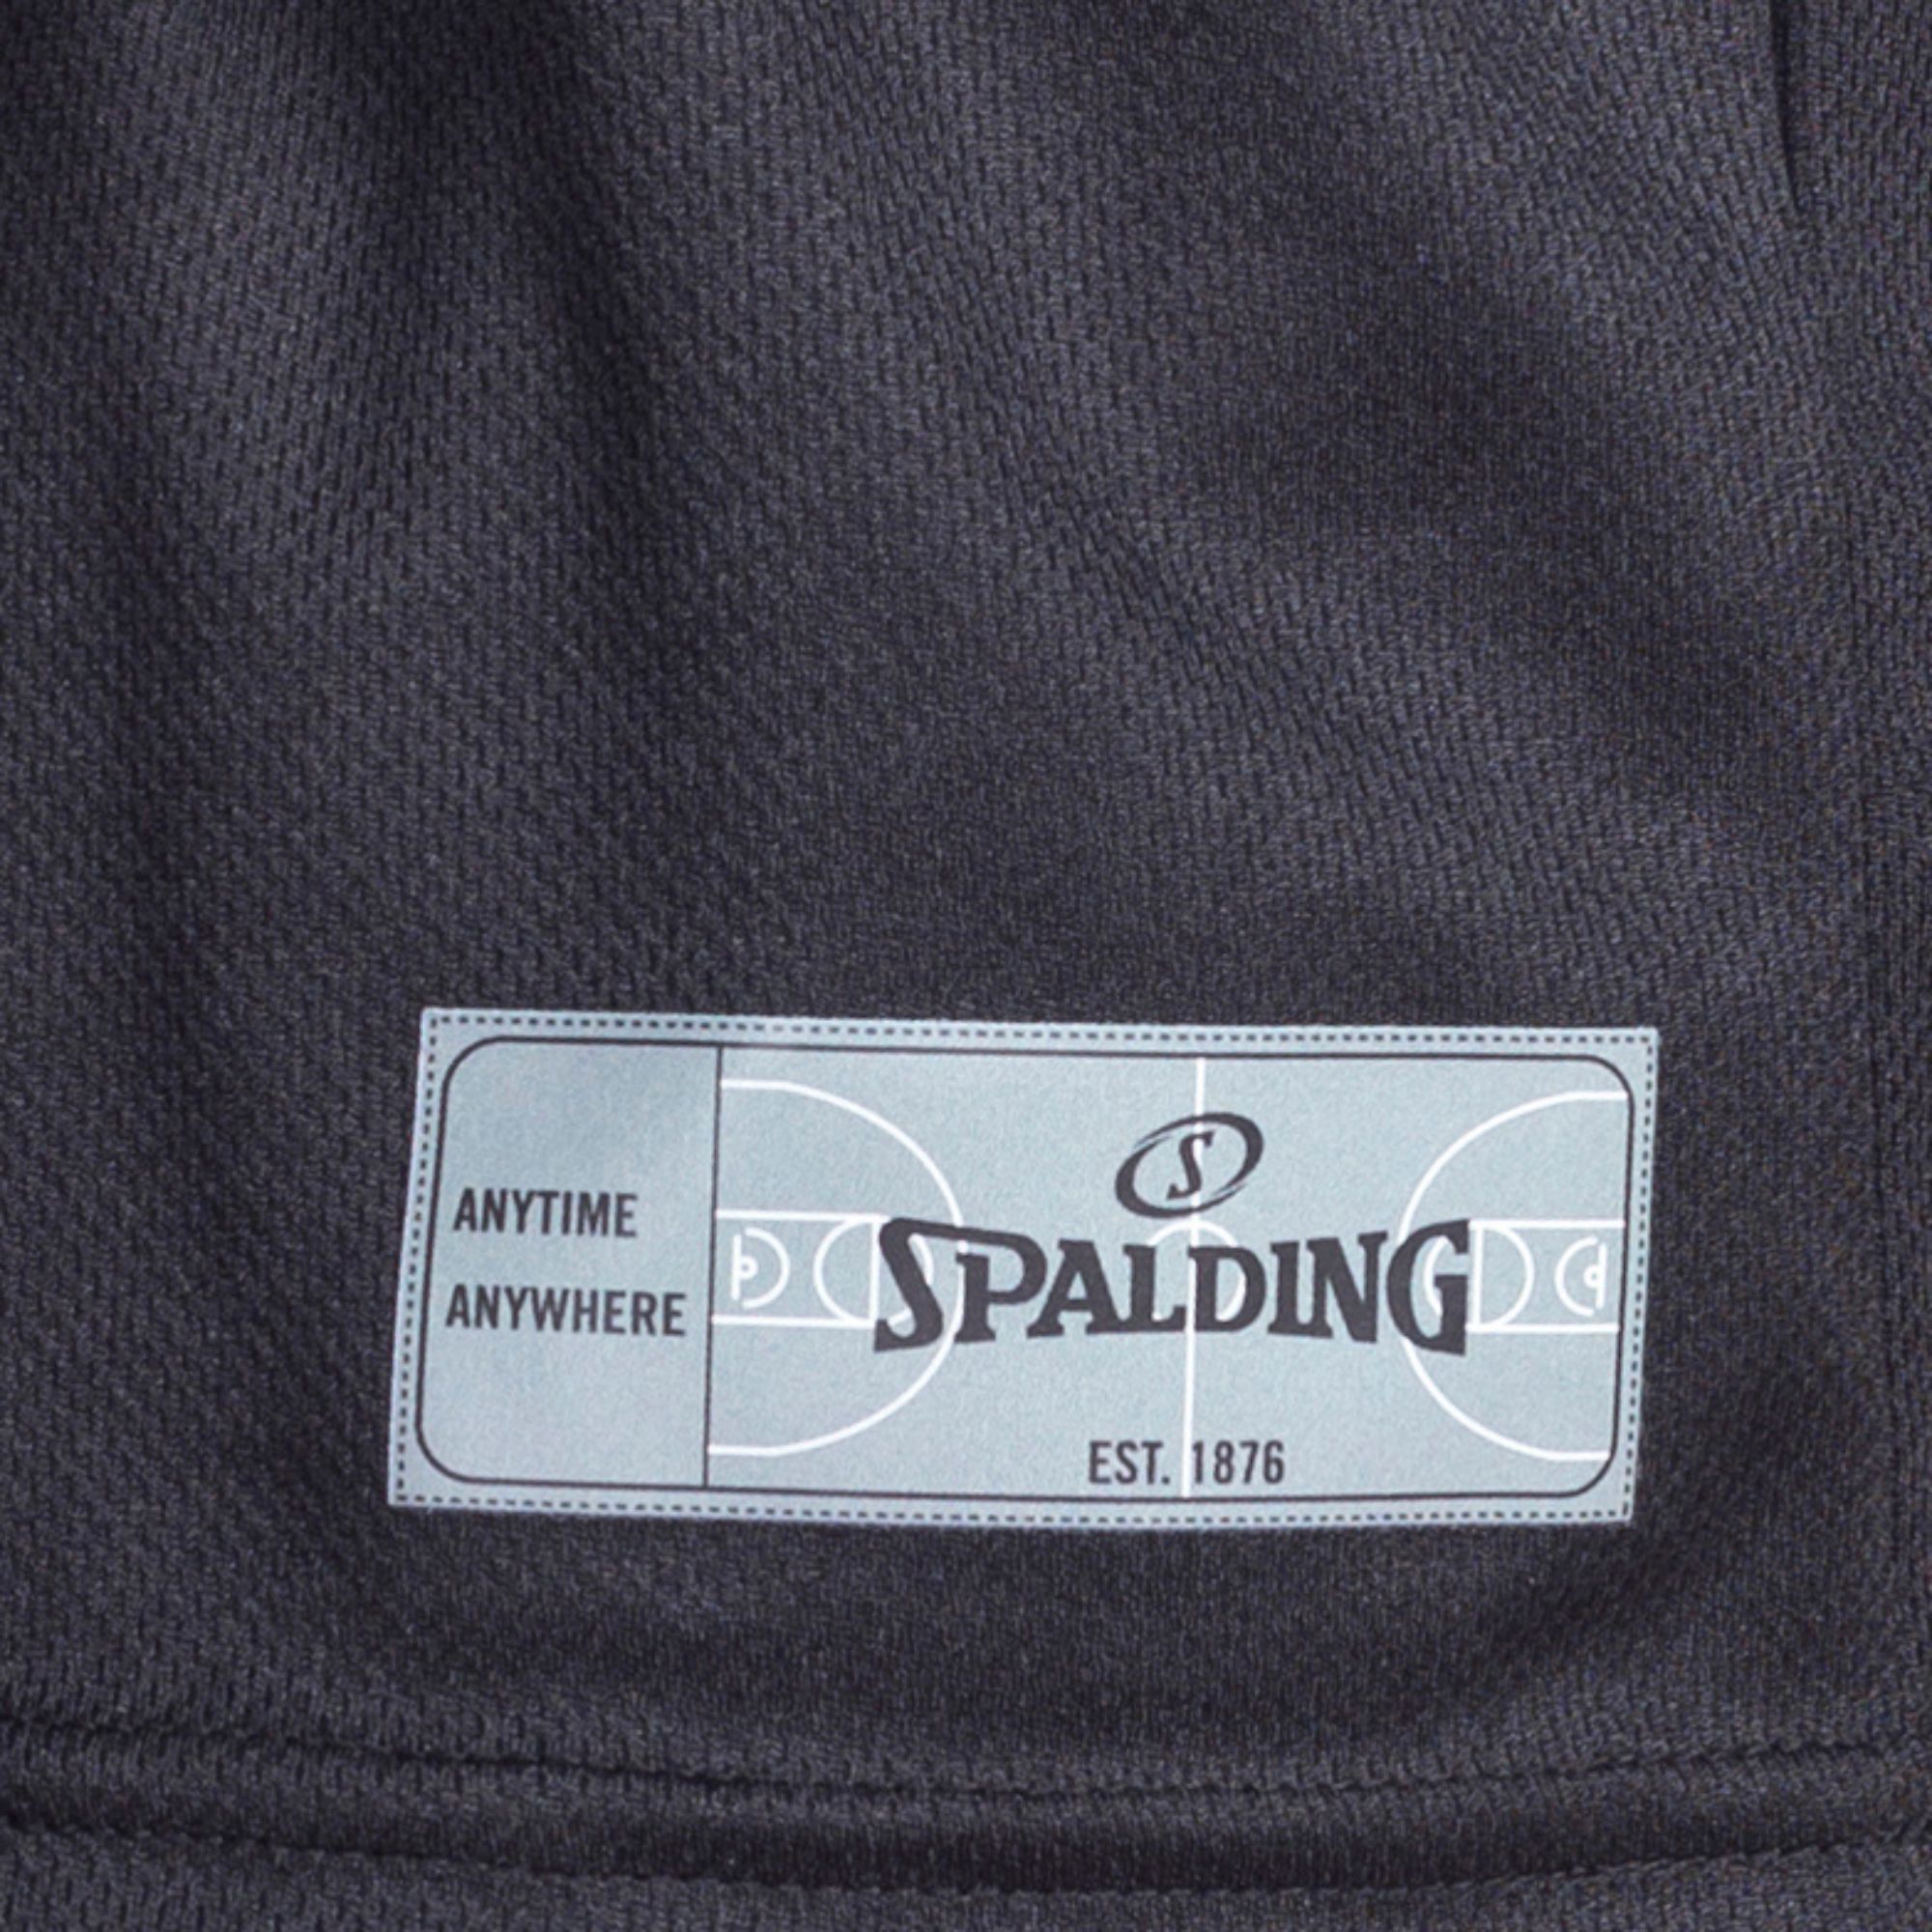 ANYTIME
ANYWHERE
S
SPALDING
EST. 1876